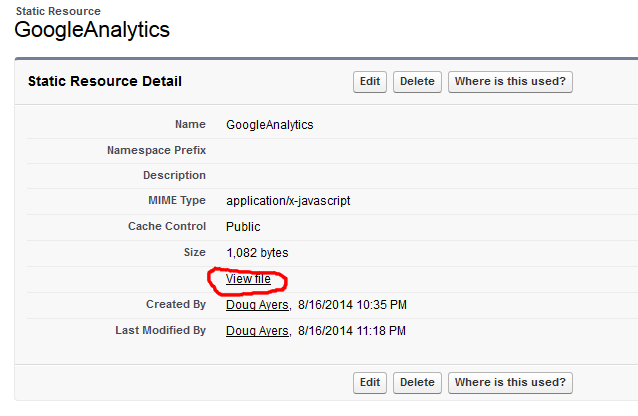 Static Resource
GoogleAnalytics
Static Resource Detail Edit Delete Where is this used?
Name GoogleAnalytics
Namespace Prefix
Description
MIME Type application/x-javascript
Cache Control Public
Size 1,082 bytes
View file
Created By Doug Ayers, 8/16/2014 10:35 PM
Last Modified By Doug Ayers, 8/16/2014 11:18 PM
Edit Delete Where is this used?